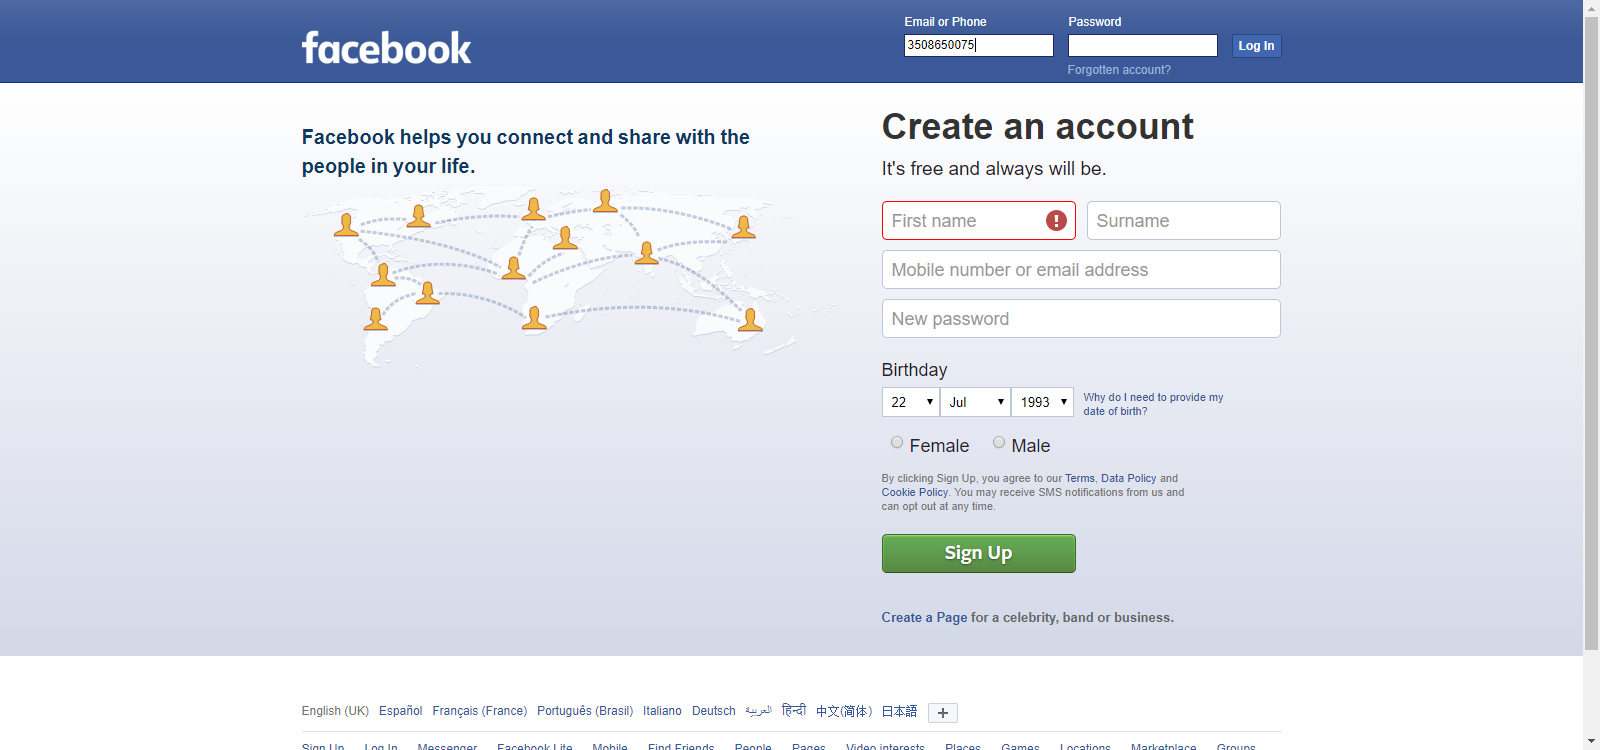 facebook
Email or Phone
Password
3508650075
Log In
Forgotten account?
Facebook helps you connect and share with the
people in your life.
Create an account
It's free and always will be.
First name
Surname
Mobile number or email address
New password
Birthday
22 Jul 1993
Why do I need to provide my
date of birth?
Female Male
By clicking Sign Up, you agree to our Terms, Data Policy and
Cookie Policy. You may receive SMS notifications from us and
can opt out at any time.
Sign Up
Create a Page for a celebrity, band or business.
English (UK) Español Français (France) Português (Brasil) Italiano Deutsch العربية हिन्दी 中文(简体) 日本語
Sign Up Log In Messenger Facebook Lite Mobile Find Friends People Pages Video interests Places Games Locations Marketplace Groups